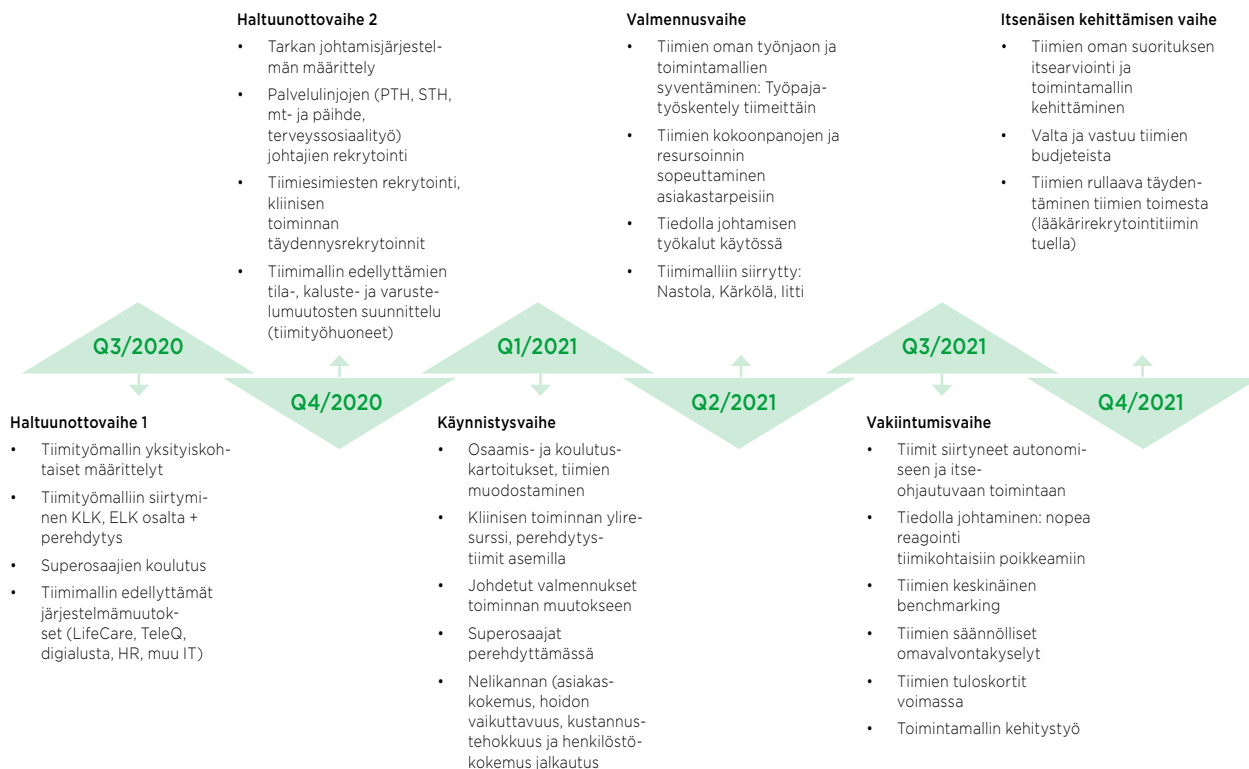 Haltuunottovaihe 2
• Tarkan johtamisjärjestel-
män määrittely
• Palvelulinjojen (PTH, STH,
mt- ja päihde,
terveyssosiaalityö)
johtajien rekrytointi
• Tiimiesimiesten rekrytointi,
kliinisen
toiminnan
täydennysrekrytoinnit
• Tiimimallin edellyttämien
tila-, kaluste- ja varuste-
lumuutosten suunnittelu
(tiimityöhuoneet)
Valmennusvaihe
• Tiimien oman työnjaon ja
toimintamallien
syventäminen: Työpaja-
työskentely tiimeittäin
• Tiimien kokoonpanojen ja
resursoinnin
sopeuttaminen
asiakastarpeisiin
• Tiedolla johtamisen
työkalut käytössä
• Tiimimalliin siirrytty:
Nastola, Kärkölä, Iitti
Itsenäisen kehittämisen vaihe
• Tiimien oman suorituksen
itsearviointi ja
toimintamallin
kehittäminen
• Valta ja vastuu tiimien
budjeteista
• Tiimien rullaava täyden-
täminen tiimien toimesta
(lääkärirekrytointitiimin
tuella)
Q3/2020
Q4/2020
Q1/2021
Q2/2021
Q3/2021
Q4/2021
Haltuunottovaihe 1
• Tiimityömallin yksityiskoh-
taiset määrittelyt
• Tiimityömalliin siirtymi-
nen KLK, ELK osalta +
perehdytys
• Superosaajien koulutus
• Tiimimallin edellyttämät
järjestelmämuutok-
set (LifeCare, TeleQ,
digialusta, HR, muu IT)
Käynnistysvaihe
• Osaamis- ja koulutus-
kartoitukset, tiimien
muodostaminen
• Kliinisen toiminnan ylire-
surssi, perehdytys-
tiimit asemilla
• Johdetut valmennukset
toiminnan muutokseen
• Superosaajat
perehdyttämässä
• Nelikannan (asiakas-
kokemus, hoidon
vaikuttavuus, kustannus-
tehokkuus ja henkilöstö-
kokemus jalkautus
Vakiintumisvaihe
• Tiimit siirtyneet autonomi-
seen ja itse-
ohjautuvaan toimintaan
• Tiedolla johtaminen: nopea
reagointi
tiimikohtaisiin poikkeamiin
• Tiimien keskinäinen
benchmarking
• Tiimien säännölliset
omavalvontakyselyt
• Tiimien tuloskortit
voimassa
• Toimintamallin kehitystyö